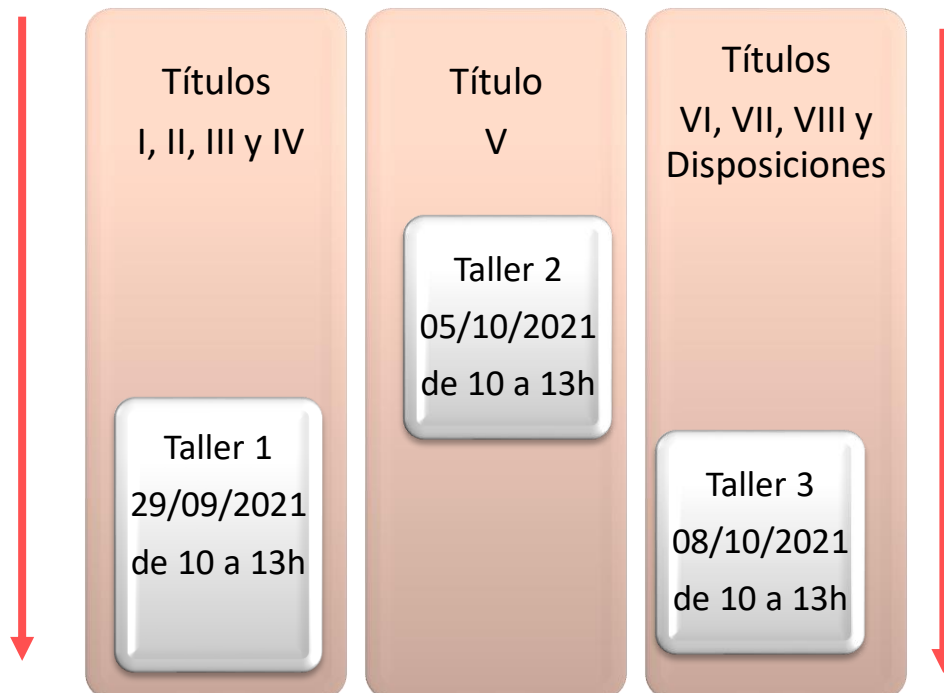 Títulos
I, II, III y IV
Taller 1
29/09/2021
de 10 a 13h
Título
V
Taller 2
05/10/2021
de 10 a 13h
Títulos
VI, VII, VIII y
Disposiciones
Taller 3
08/10/2021
de 10 a 13h